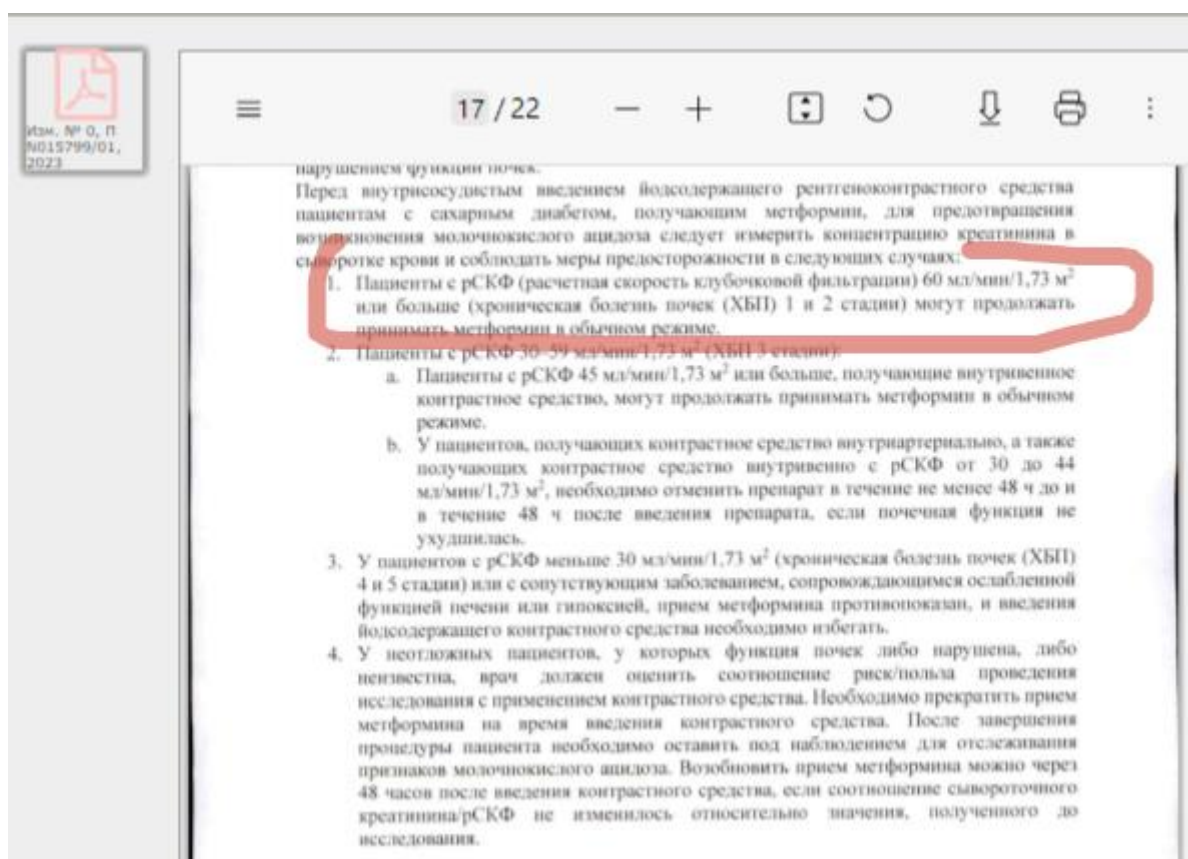 Изм. № 0, П
N015799/01,
2023
17 / 22
нарушением функции почек.
Перед внутрисосудистым введением йодсодержащего рентгеноконтрастного средства
пациентам с сахарным диабетом, получающим метформин, для предотвращения
возникновения молочнокислого ацидоза следует измерить концентрацию креатинина в
сыворотке крови и соблюдать меры предосторожности в следующих случаях:
1. Пациенты с рСКФ (расчетная скорость клубочковой фильтрации) 60 мл/мин/1,73 м²
или больше (хроническая болезнь почек (ХБП) 1 и 2 стадии) могут продолжать
принимать метформин в обычном режиме.
2. Пациенты с рСКФ 30–59 мл/мин/1,73 м² (ХБП 3 стадии):
a. Пациенты с рСКФ 45 мл/мин/1,73 м² или больше, получающие внутривенное
контрастное средство, могут продолжать принимать метформин в обычном
режиме.
b. У пациентов, получающих контрастное средство внутриартериально, а также
получающих контрастное средство внутривенно с рСКФ от 30 до 44
мл/мин/1,73 м², необходимо отменить препарат в течение не менее 48 ч до и
в течение 48 ч после введения препарата, если почечная функция не
ухудшилась.
3. У пациентов с рСКФ меньше 30 мл/мин/1,73 м² (хроническая болезнь почек (ХБП)
4 и 5 стадии) или с сопутствующим заболеванием, сопровождающимся ослабленной
функцией печени или гипоксией, прием метформина противопоказан, и введения
йодсодержащего контрастного средства необходимо избегать.
4. У неотложных пациентов, у которых функция почек либо нарушена, либо
неизвестна, врач должен оценить соотношение риск/польза проведения
исследования с применением контрастного средства. Необходимо прекратить прием
метформина на время введения контрастного средства. После завершения
процедуры пациента необходимо оставить под наблюдением для отслеживания
признаков молочнокислого ацидоза. Возобновить прием метформина можно через
48 часов после введения контрастного средства, если соотношение сывороточного
креатинина/рСКФ не изменилось относительно значения, полученного до
исследования.